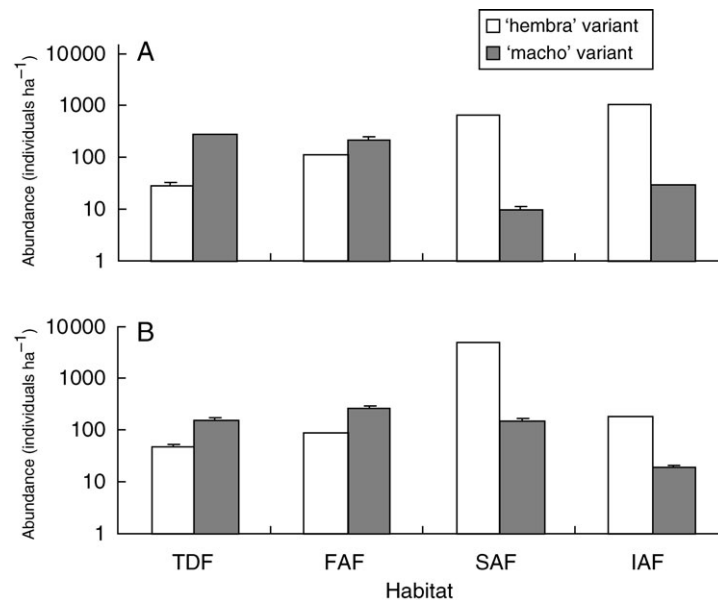 A
'hembra' variant
'macho' variant
Abundance (individuals ha⁻¹)
10000
1000
100
10
1
B
Abundance (individuals ha⁻¹)
10000
1000
100
10
1
TDF FAF SAF IAF
Habitat